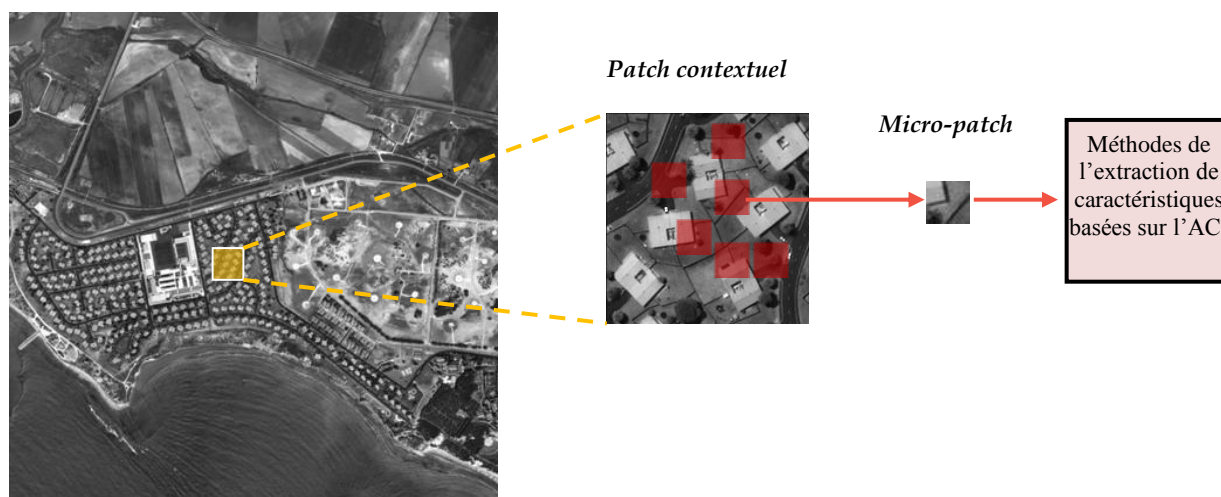 Patch contextuel
Micro-patch
Méthodes de
l'extraction de
caractéristiques
basées sur l'AC